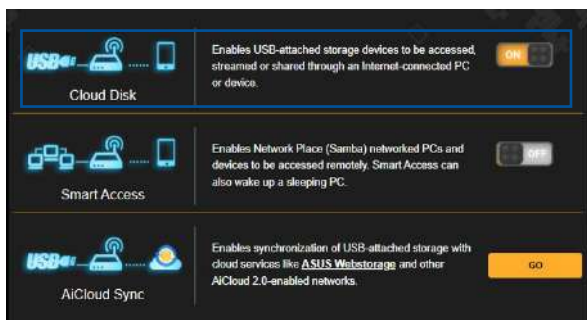 USB
Cloud Disk
Enables USB-attached storage devices to be accessed,
streamed or shared through an Internet-connected PC
or device.
ON
Smart Access
Enables Network Place (Samba) networked PCs and
devices to be accessed remotely. Smart Access can
also wake up a sleeping PC.
OFF
USB
AiCloud Sync
Enables synchronization of USB-attached storage with
cloud services like ASUS Webstorage and other
AiCloud 2.0-enabled networks.
GO